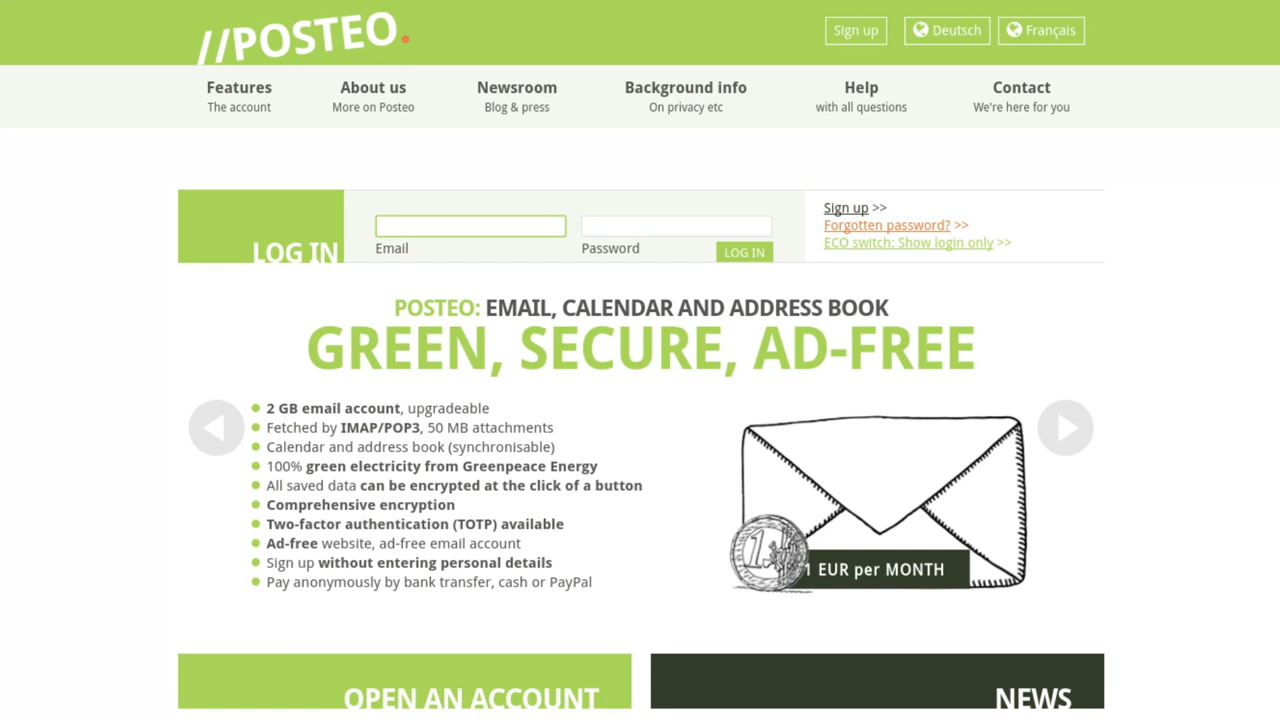 //POSTEO.
Sign up
Deutsch
Français
Features
The account
About us
More on Posteo
Newsroom
Blog & press
Background info
On privacy etc
Help
with all questions
Contact
We're here for you
LOG IN
Email
Password
LOG IN
Sign up >>
Forgotten password? >>
ECO switch: Show login only >>
POSTEO: EMAIL, CALENDAR AND ADDRESS BOOK
GREEN, SECURE, AD-FREE
2 GB email account, upgradeable
Fetched by IMAP/POP3, 50 MB attachments
Calendar and address book (synchronisable)
100% green electricity from Greenpeace Energy
All saved data can be encrypted at the click of a button
Comprehensive encryption
Two-factor authentication (TOTP) available
Ad-free website, ad-free email account
Sign up without entering personal details
Pay anonymously by bank transfer, cash or PayPal
1
1 EUR per MONTH
OPEN AN ACCOUNT
NEWS